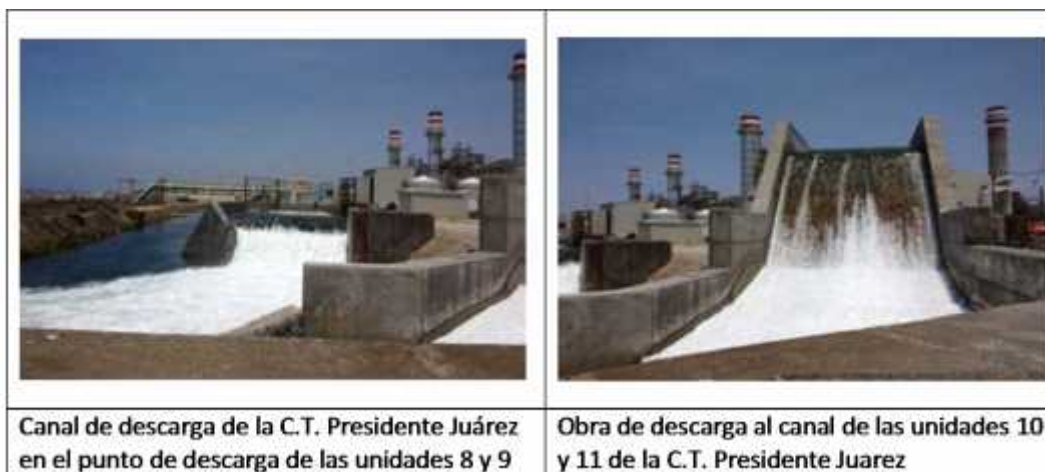 Canal de descarga de la C.T. Presidente Juárez
en el punto de descarga de las unidades 8 y 9
Obra de descarga al canal de las unidades 10
y 11 de la C.T. Presidente Juarez